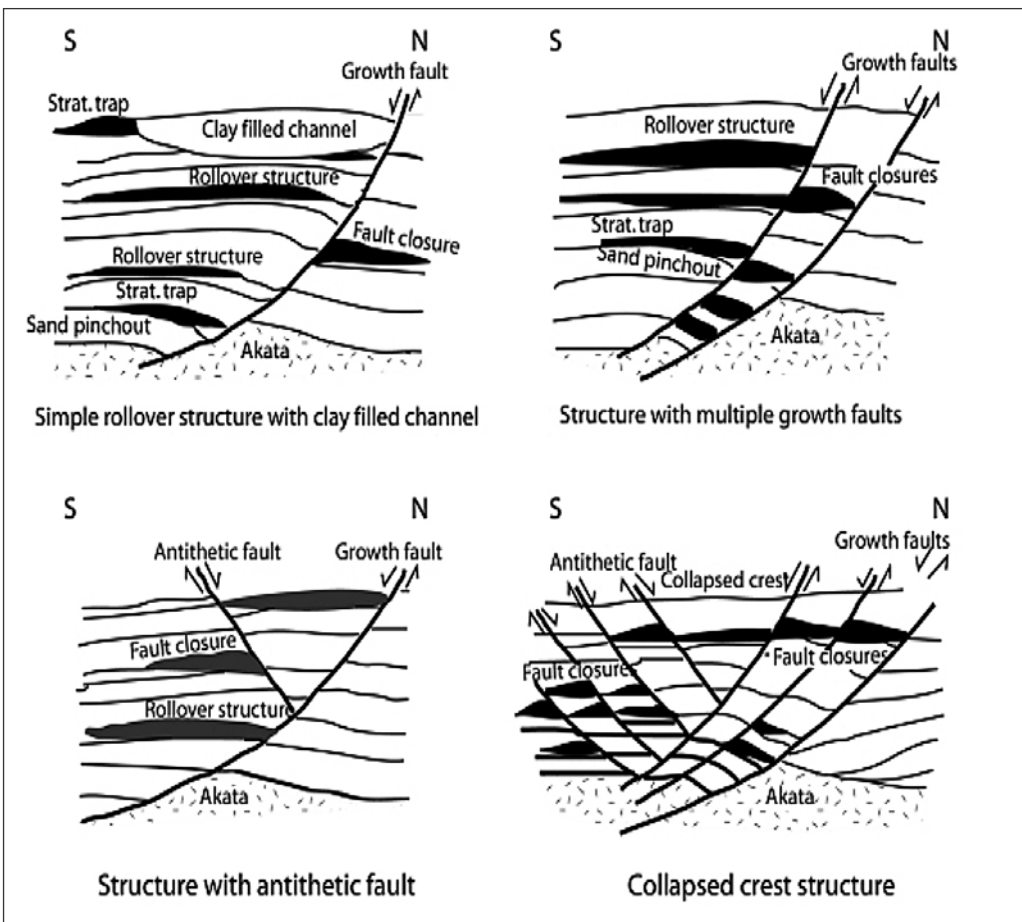 S
N
Growth fault
Strat. trap
Clay filled channel
Rollover structure
Fault closure
Rollover structure
Strat. trap
Sand pinchout
Akata
Simple rollover structure with clay filled channel
S
N
Growth faults
Rollover structure
Fault closures
Strat. trap
Sand pinchout
Akata
Structure with multiple growth faults
S
N
Antithetic fault
Growth fault
Fault closure
Rollover structure
Akata
Structure with antithetic fault
S
N
Growth faults
Antithetic fault
Collapsed crest
Fault closures
Fault closures
Akata
Collapsed crest structure